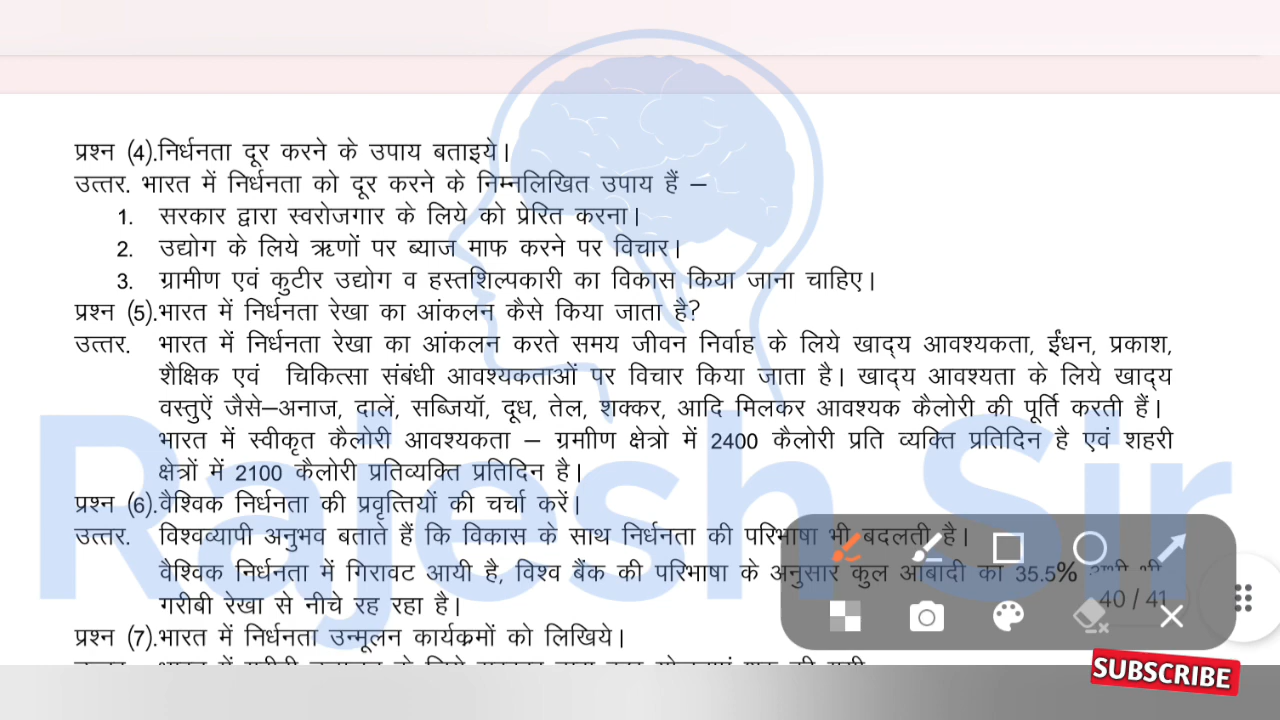 प्रश्न (4).निर्धनता दूर करने के उपाय बताइये।
उत्तर. भारत में निर्धनता को दूर करने के निम्नलिखित उपाय हैं –
1. सरकार द्वारा स्वरोजगार के लिये को प्रेरित करना।
2. उद्योग के लिये ऋणों पर ब्याज माफ करने पर विचार।
3. ग्रामीण एवं कुटीर उद्योग व हस्तशिल्पकारी का विकास किया जाना चाहिए।
प्रश्न (5).भारत में निर्धनता रेखा का आंकलन कैसे किया जाता है?
उत्तर. भारत में निर्धनता रेखा का आंकलन करते समय जीवन निर्वाह के लिये खाद्य आवश्यकता, ईंधन, प्रकाश,
शैक्षिक एवं चिकित्सा संबंधी आवश्यकताओं पर विचार किया जाता है। खाद्य आवश्यता के लिये खाद्य
वस्तुऐं जैसे–अनाज, दालें, सब्जियॉ, दूध, तेल, शक्कर, आदि मिलकर आवश्यक कैलोरी की पूर्ति करती हैं।
भारत में स्वीकृत कैलोरी आवश्यकता – ग्रमाीण क्षेत्रो में 2400 कैलोरी प्रति व्यक्ति प्रतिदिन है एवं शहरी
क्षेत्रों में 2100 कैलोरी प्रतिव्यक्ति प्रतिदिन है।
प्रश्न (6).वैश्विक निर्धनता की प्रवृत्तियों की चर्चा करें।
उत्तर. विश्वव्यापी अनुभव बताते हैं कि विकास के साथ निर्धनता की परिभाषा भी बदलती है।
वैश्विक निर्धनता में गिरावट आयी है, विश्व बैंक की परिभाषा के अनुसार कुल आबादी का 35.5%
गरीबी रेखा से नीचे रह रहा है।
40 / 41
प्रश्न (7).भारत में निर्धनता उन्मूलन कार्यक्रमों को लिखिये।
Rajesh Sir
SUBSCRIBE